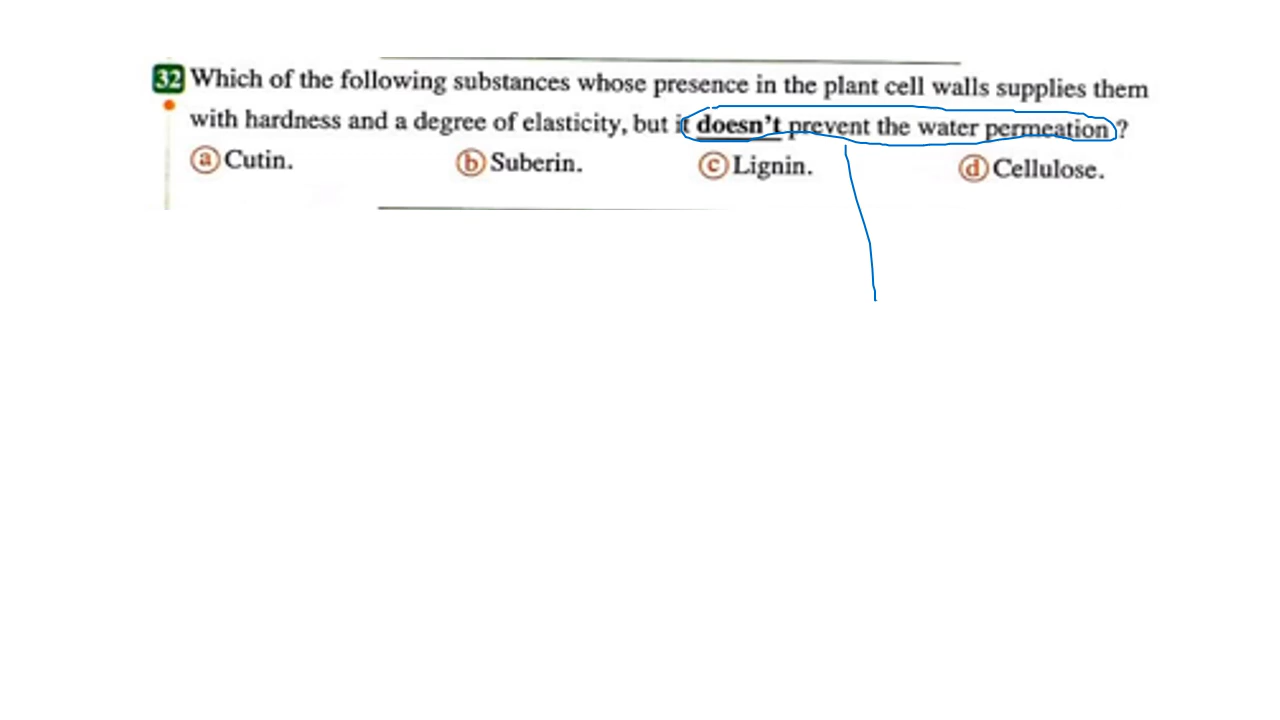 32 Which of the following substances whose presence in the plant cell walls supplies them
with hardness and a degree of elasticity, but it doesn't prevent the water permeation ?
a Cutin. b Suberin. c Lignin. d Cellulose.